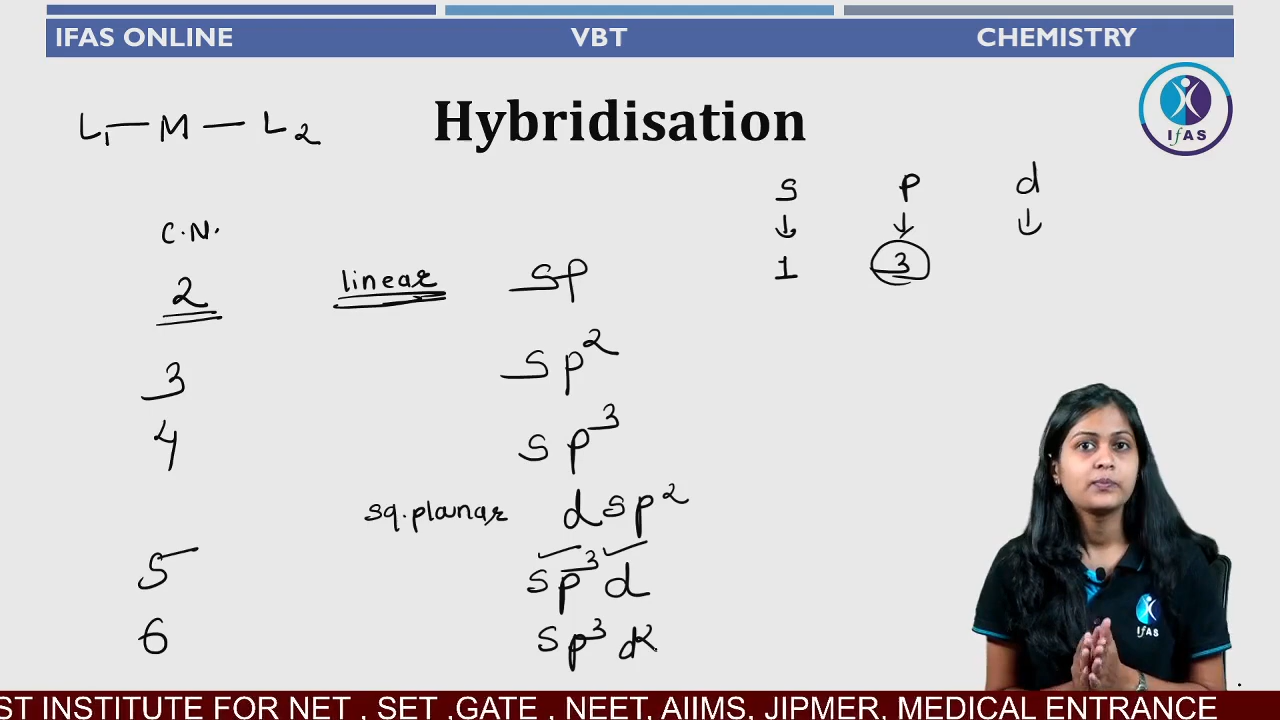 IFAS ONLINE VBT CHEMISTRY
Hybridisation
IfAS
L1 — M — L2
s p d
↓ ↓ ↓
1 3
C.N.
2 linear sp
3 sp²
4 sp³
sq. planar dsp²
5 sp³d
6 sp³d²
IfAS
ST INSTITUTE FOR NET , SET ,GATE , NEET, AIIMS, JIPMER, MEDICAL ENTRANCE